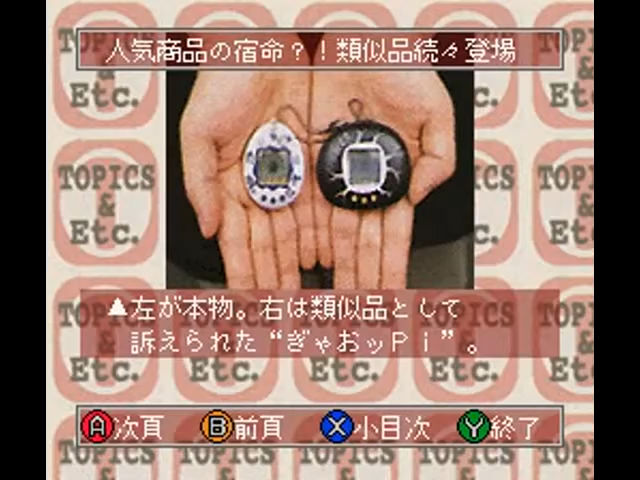 人気商品の宿命？！類似品続々登場
▲左が本物。右は類似品として
訴えられた“ぎゃおッPi”。
A次頁 B前頁 X小目次 Y終了
TOPICS
&
Etc.